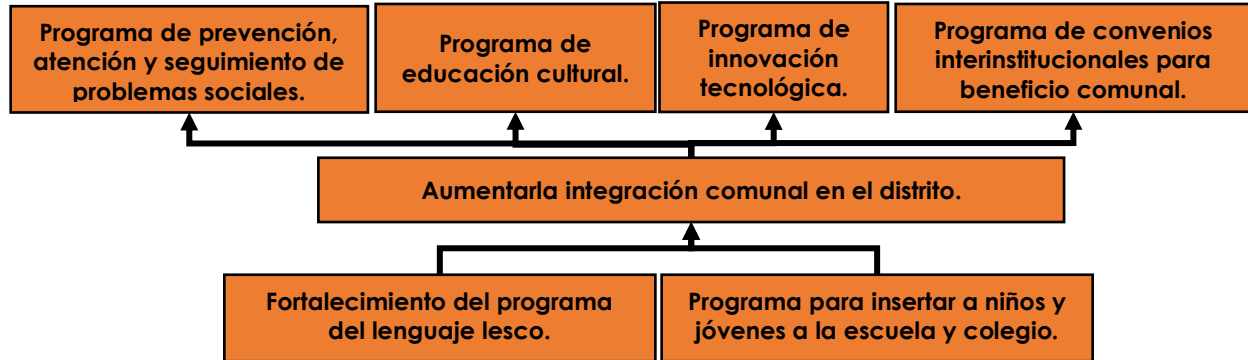 Programa de prevención,
atención y seguimiento de
problemas sociales.
Programa de
educación cultural.
Programa de
innovación
tecnológica.
Programa de convenios
interinstitucionales para
beneficio comunal.
Aumentarla integración comunal en el distrito.
Fortalecimiento del programa
del lenguaje lesco.
Programa para insertar a niños y
jóvenes a la escuela y colegio.